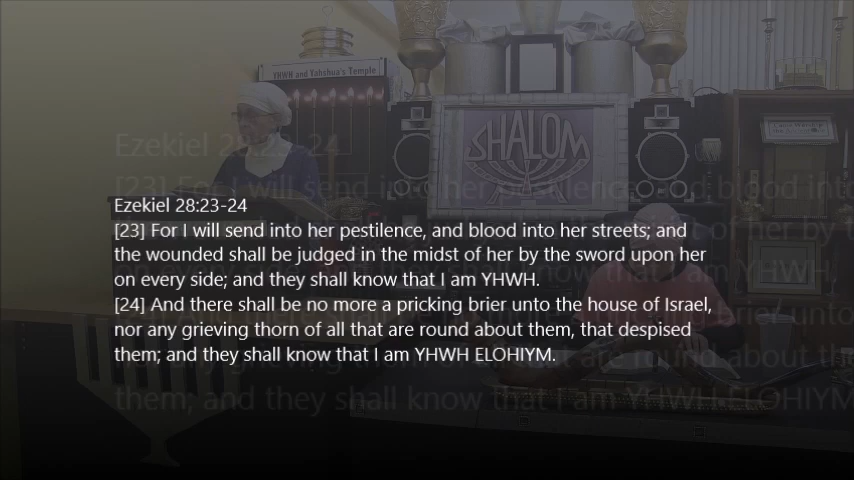 YHWH and Yahshua's Temple
SHALOM
Ezekiel 28:23-24
[23] For I will send into her pestilence, and blood into her streets; and
the wounded shall be judged in the midst of her by the sword upon her
on every side; and they shall know that I am YHWH.
[24] And there shall be no more a pricking brier unto the house of Israel,
nor any grieving thorn of all that are round about them, that despised
them; and they shall know that I am YHWH ELOHIYM.